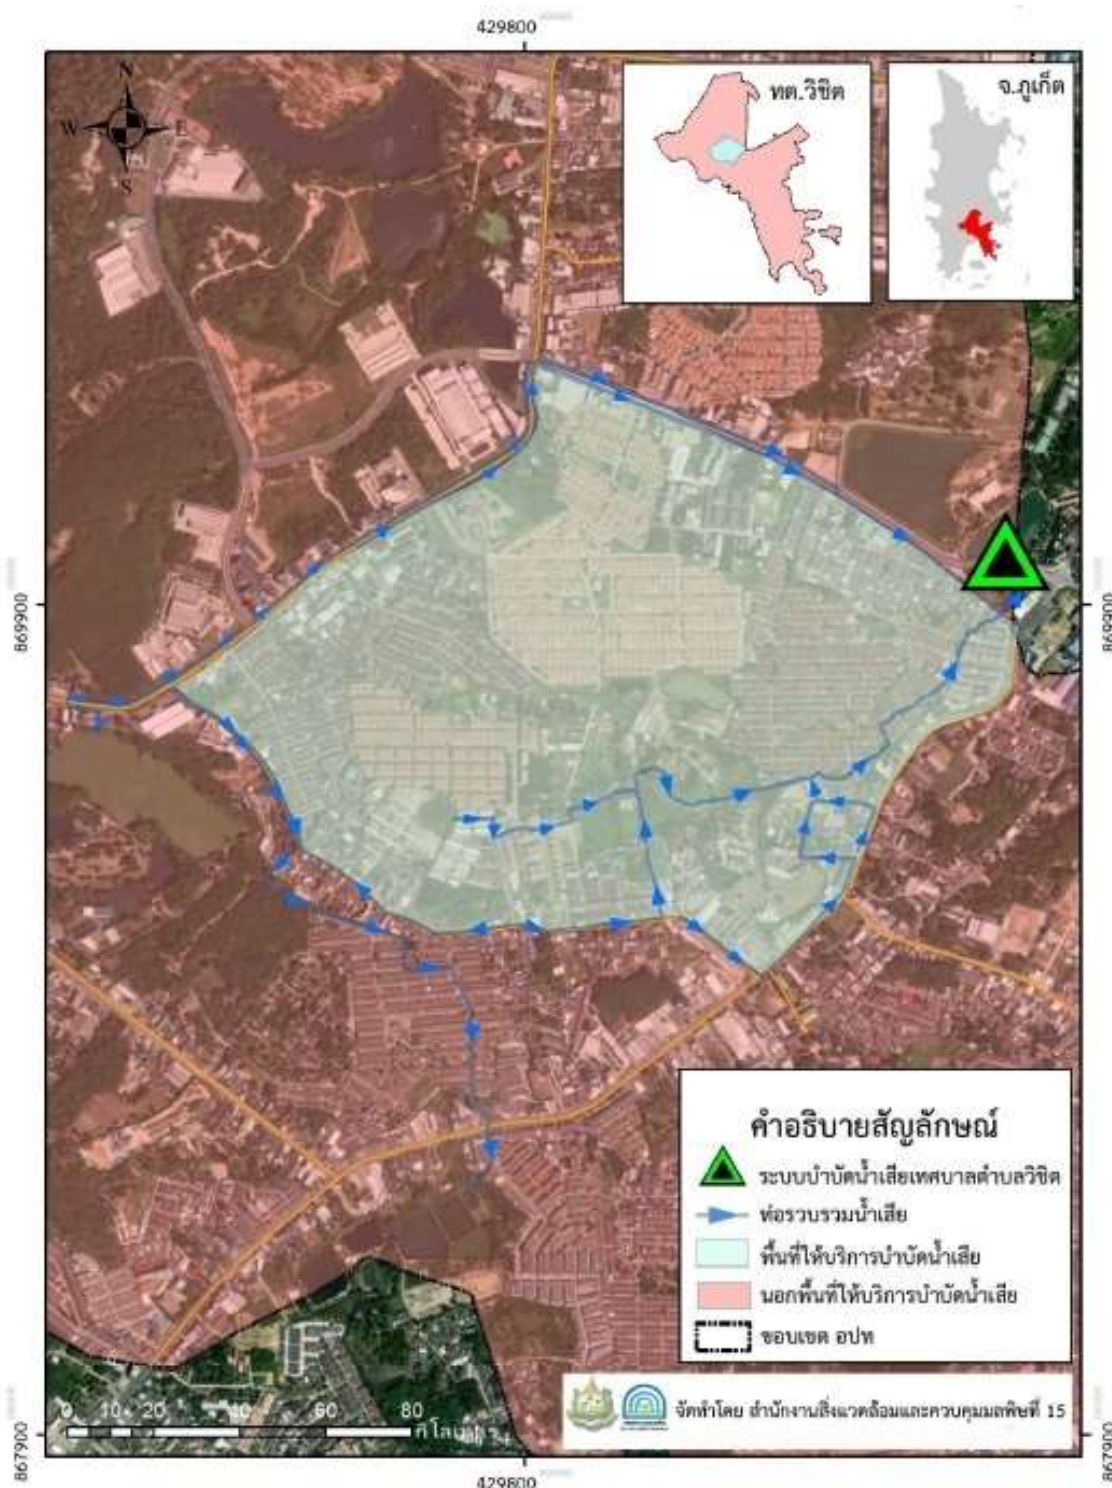 429800
N
W E
S
ทต.วิชิต
จ.ภูเก็ต
869900
869900
คำอธิบายสัญลักษณ์
ระบบบำบัดน้ำเสียเทศบาลตำบลวิชิต
ท่อรวบรวมน้ำเสีย
พื้นที่ให้บริการบำบัดน้ำเสีย
นอกพื้นที่ให้บริการบำบัดน้ำเสีย
ขอบเขต อปท
จัดทำโดย สำนักงานสิ่งแวดล้อมและควบคุมมลพิษที่ 15
0 10 20 40 60 80
กิโลเมตร
867900
867900
429800